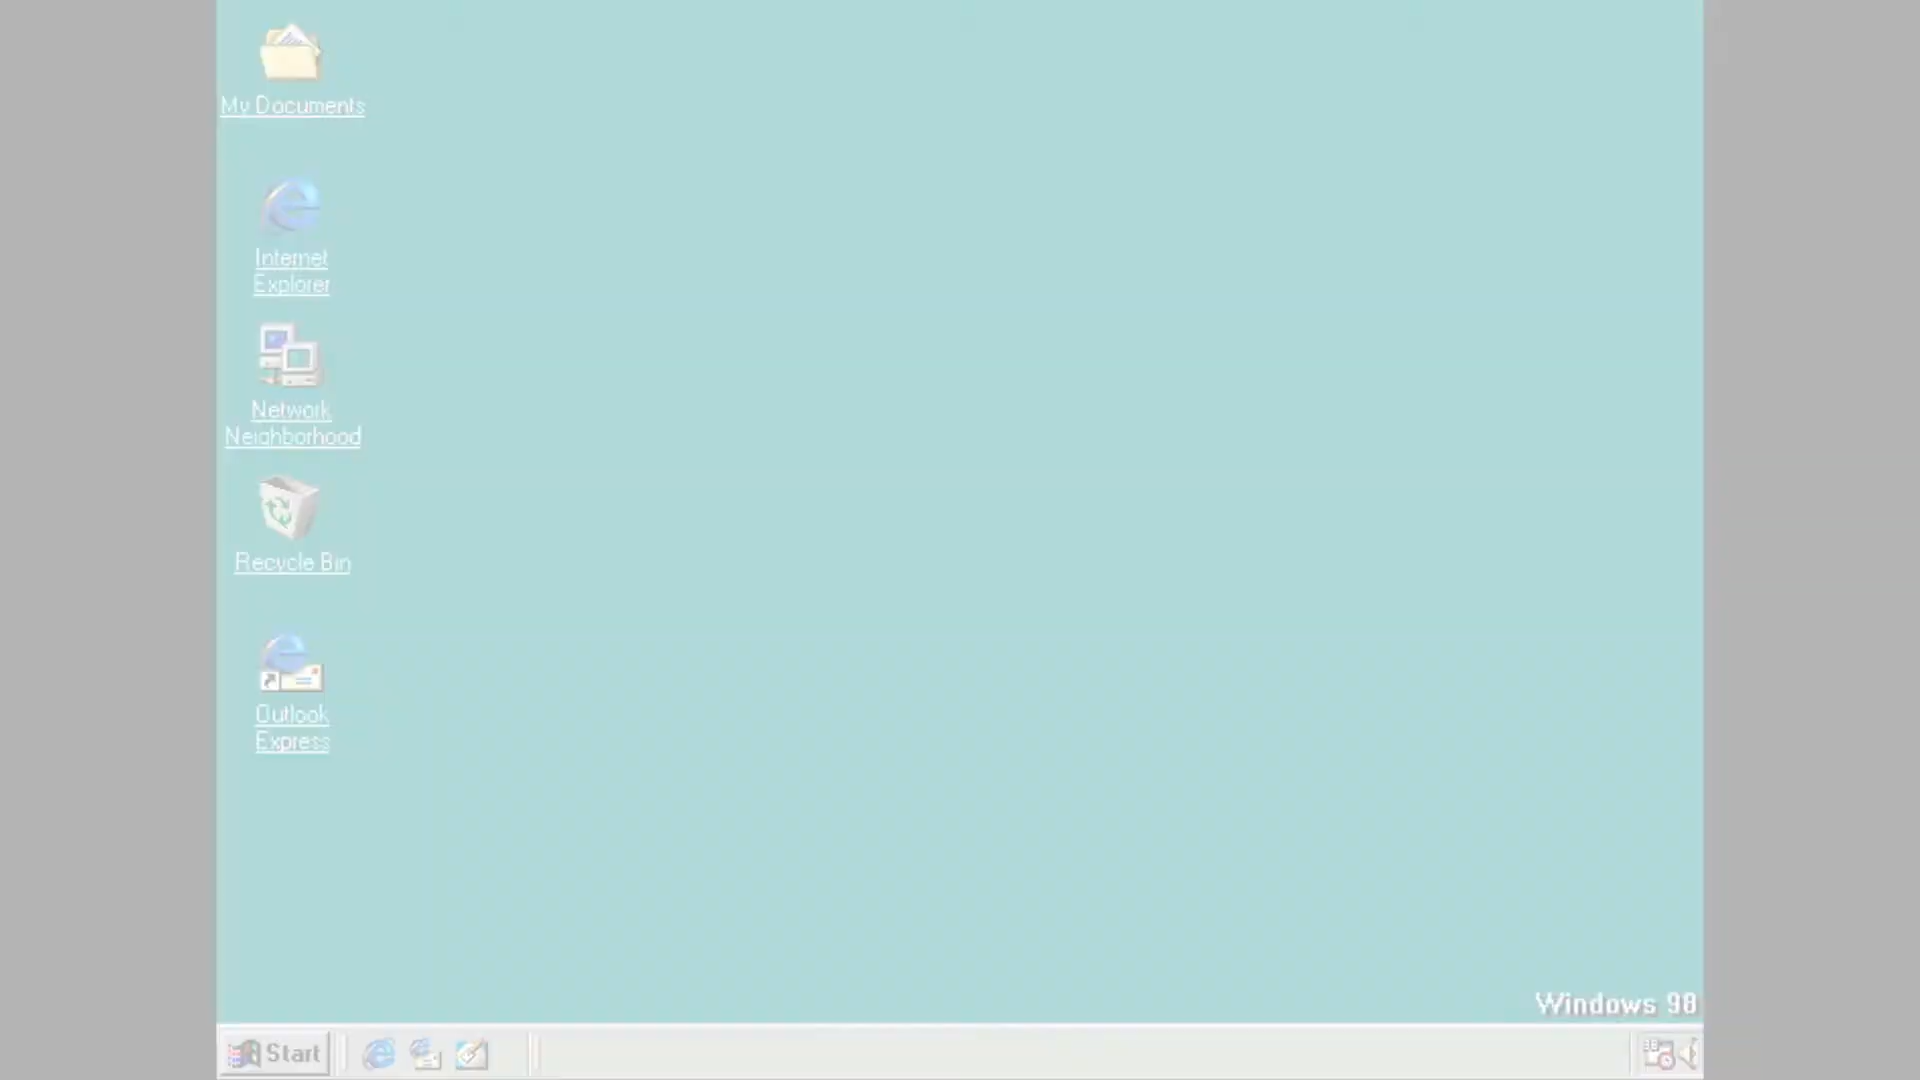 My Documents
Internet
Explorer
Network
Neighborhood
Recycle Bin
Outlook
Express
Windows 98
Start